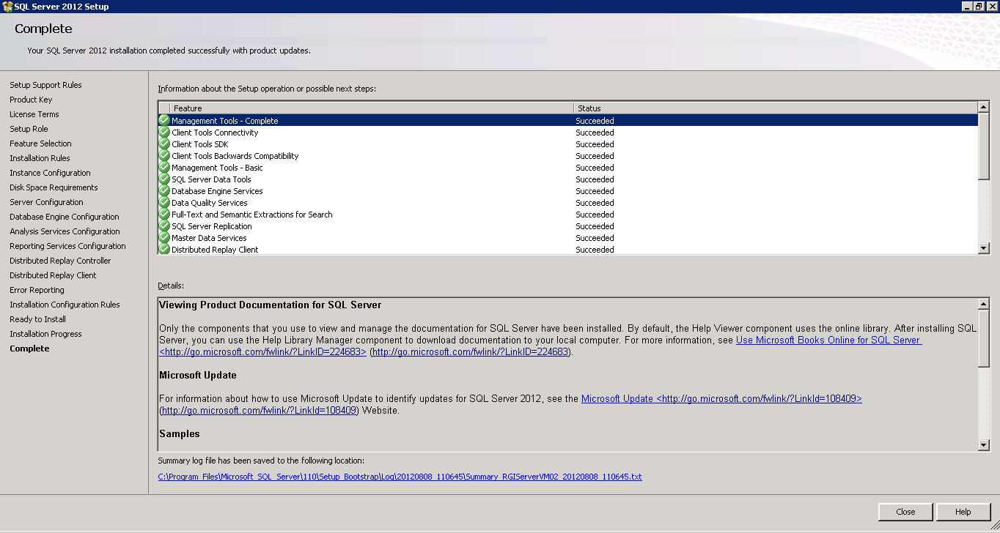 SQL Server 2012 Setup
Complete
Your SQL Server 2012 installation completed successfully with product updates.
Setup Support Rules
Product Key
License Terms
Setup Role
Feature Selection
Installation Rules
Instance Configuration
Disk Space Requirements
Server Configuration
Database Engine Configuration
Analysis Services Configuration
Reporting Services Configuration
Distributed Replay Controller
Distributed Replay Client
Error Reporting
Installation Configuration Rules
Ready to Install
Installation Progress
Complete
Information about the Setup operation or possible next steps:
Feature Status
Management Tools - Complete Succeeded
Client Tools Connectivity Succeeded
Client Tools SDK Succeeded
Client Tools Backwards Compatibility Succeeded
Management Tools - Basic Succeeded
SQL Server Data Tools Succeeded
Database Engine Services Succeeded
Data Quality Services Succeeded
Full-Text and Semantic Extractions for Search Succeeded
SQL Server Replication Succeeded
Master Data Services Succeeded
Distributed Replay Client Succeeded
Details:
Viewing Product Documentation for SQL Server
Only the components that you use to view and manage the documentation for SQL Server have been installed. By default, the Help Viewer component uses the online library. After installing SQL
Server, you can use the Help Library Manager component to download documentation to your local computer. For more information, see Use Microsoft Books Online for SQL Server
<http://go.microsoft.com/fwlink/?LinkID=224683> (http://go.microsoft.com/fwlink/?LinkID=224683).
Microsoft Update
For information about how to use Microsoft Update to identify updates for SQL Server 2012, see the Microsoft Update <http://go.microsoft.com/fwlink/?LinkId=108409>
(http://go.microsoft.com/fwlink/?LinkId=108409) Website.
Samples
Summary log file has been saved to the following location:
C:\Program Files\Microsoft SQL Server\110\Setup Bootstrap\Log\20120808_110645\Summary_RGIServerVM02_20120808_110645.txt
Close Help